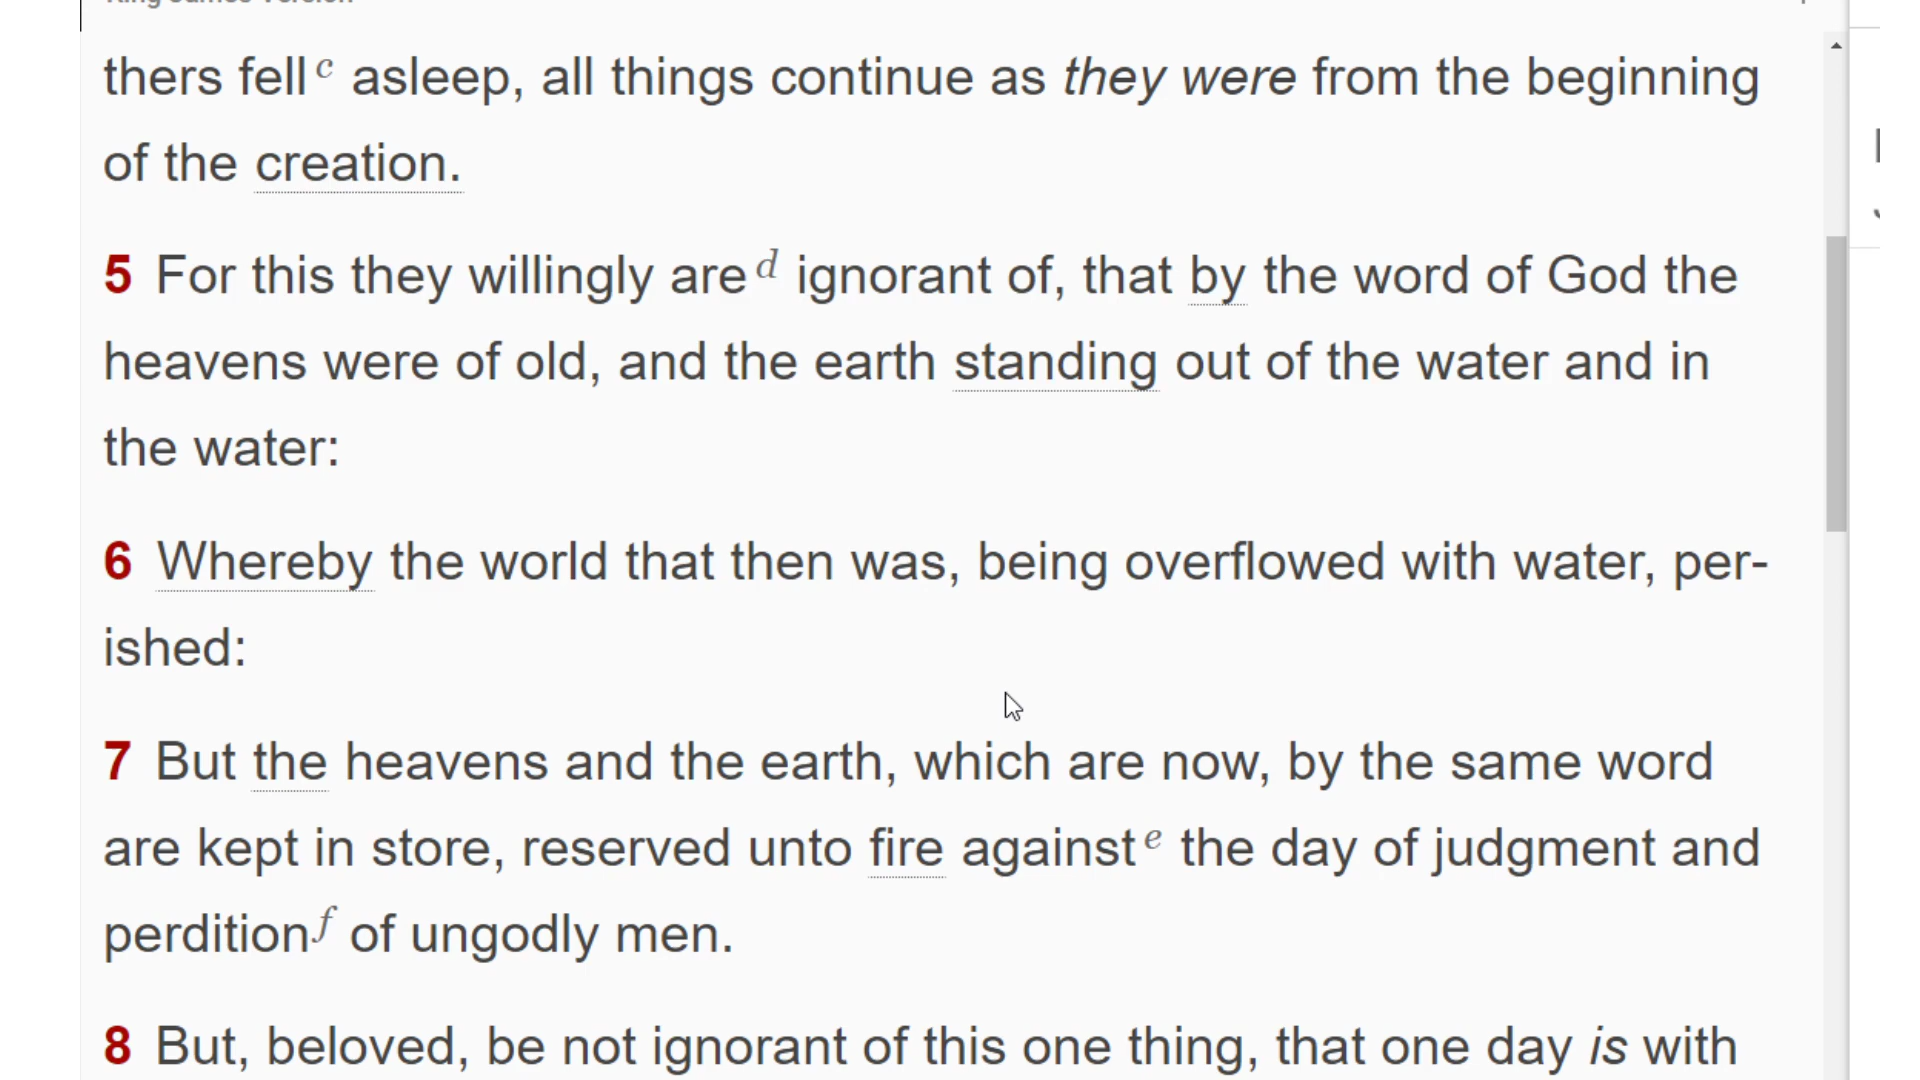 King James Version
thers fell c asleep, all things continue as they were from the beginning
of the creation.
5 For this they willingly are d ignorant of, that by the word of God the
heavens were of old, and the earth standing out of the water and in
the water:
6 Whereby the world that then was, being overflowed with water, per-
ished:
7 But the heavens and the earth, which are now, by the same word
are kept in store, reserved unto fire against e the day of judgment and
perdition f of ungodly men.
8 But, beloved, be not ignorant of this one thing, that one day is with